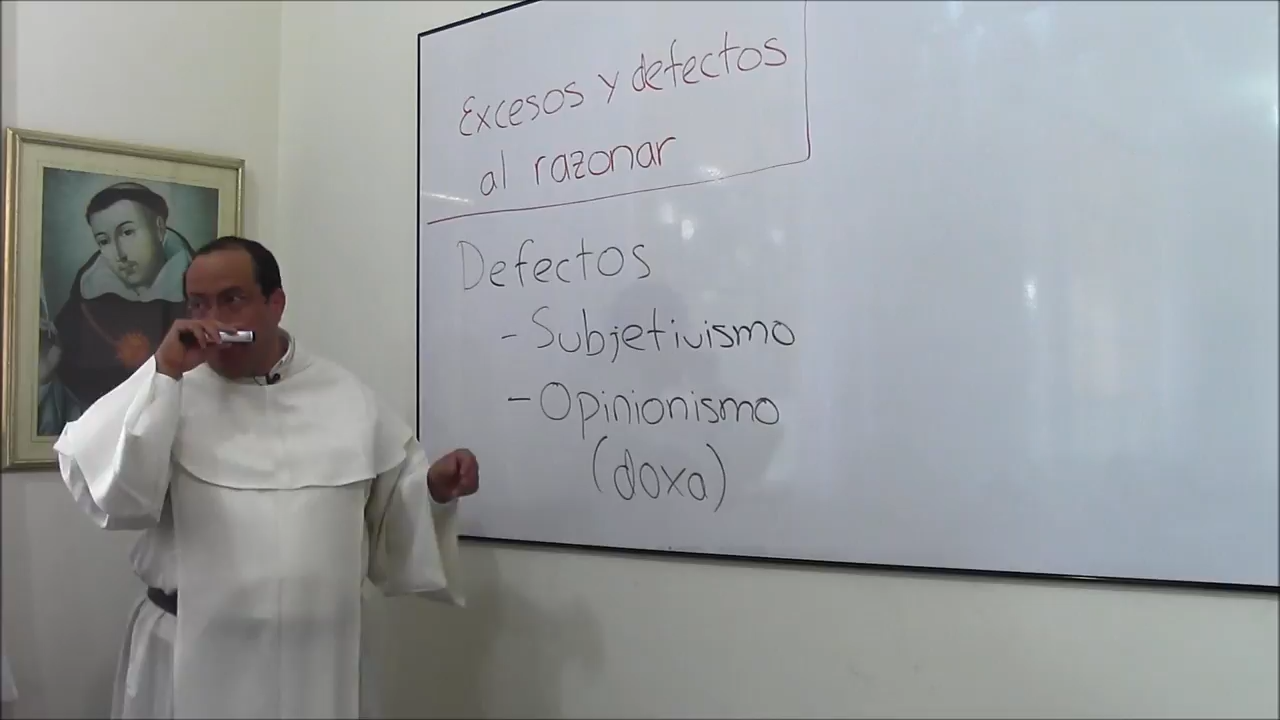 Excesos y defectos
al razonar
Defectos
- Subjetivismo
- Opinionismo
(doxa)